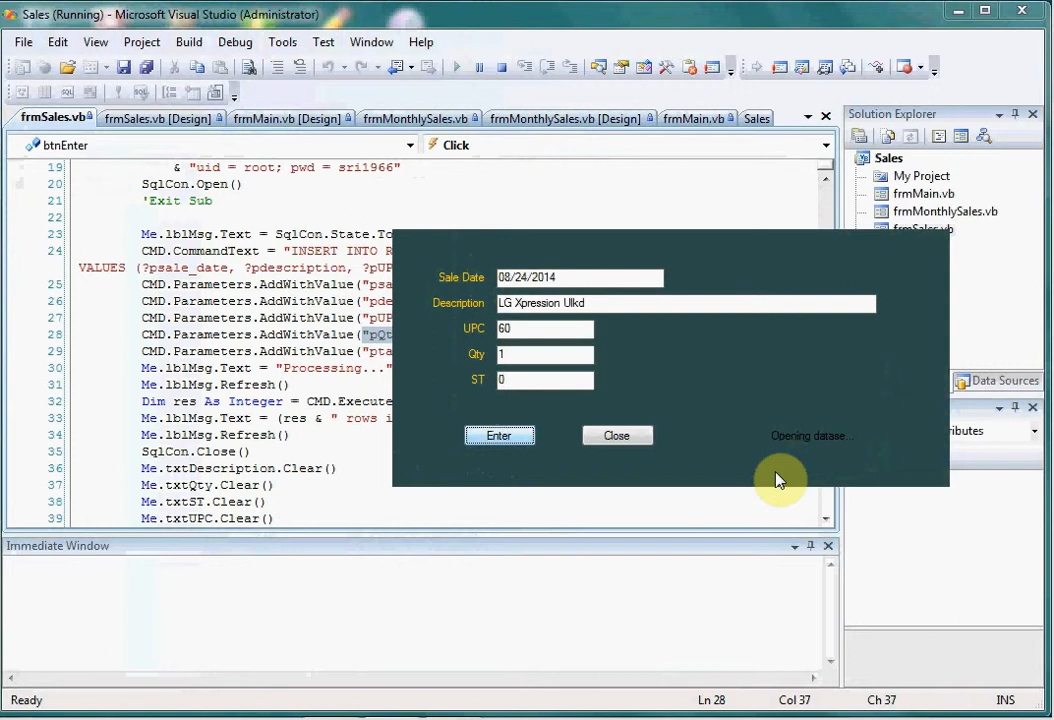 Sales (Running) - Microsoft Visual Studio (Administrator)
File Edit View Project Build Debug Tools Test Window Help
frmSales.vb frmSales.vb [Design] frmMain.vb [Design] frmMonthlySales.vb frmMonthlySales.vb [Design] frmMain.vb Sales
Solution Explorer
btnEnter Click
Sales
My Project
frmMain.vb
frmMonthlySales.vb
frmSales.vb
19 & "uid = root; pwd = sri1966"
20 SqlCon.Open()
21 'Exit Sub
22
23 Me.lblMsg.Text = SqlCon.State.To
24 CMD.CommandText = "INSERT INTO R
VALUES (?psale_date, ?pdescription, ?pUP
25 CMD.Parameters.AddWithValue("psa
26 CMD.Parameters.AddWithValue("pde
27 CMD.Parameters.AddWithValue("pUP
28 CMD.Parameters.AddWithValue("pQt
29 CMD.Parameters.AddWithValue("pta
30 Me.lblMsg.Text = "Processing..."
31 Me.lblMsg.Refresh()
32 Dim res As Integer = CMD.Execute
33 Me.lblMsg.Text = (res & " rows i
34 Me.lblMsg.Refresh()
35 SqlCon.Close()
36 Me.txtDescription.Clear()
37 Me.txtQty.Clear()
38 Me.txtST.Clear()
39 Me.txtUPC.Clear()
Sale Date 08/24/2014
Description LG Xpression Ulkd
UPC 60
Qty 1
ST 0
Enter Close Opening datase...
Data Sources
ributes
Immediate Window
Ready Ln 28 Col 37 Ch 37 INS